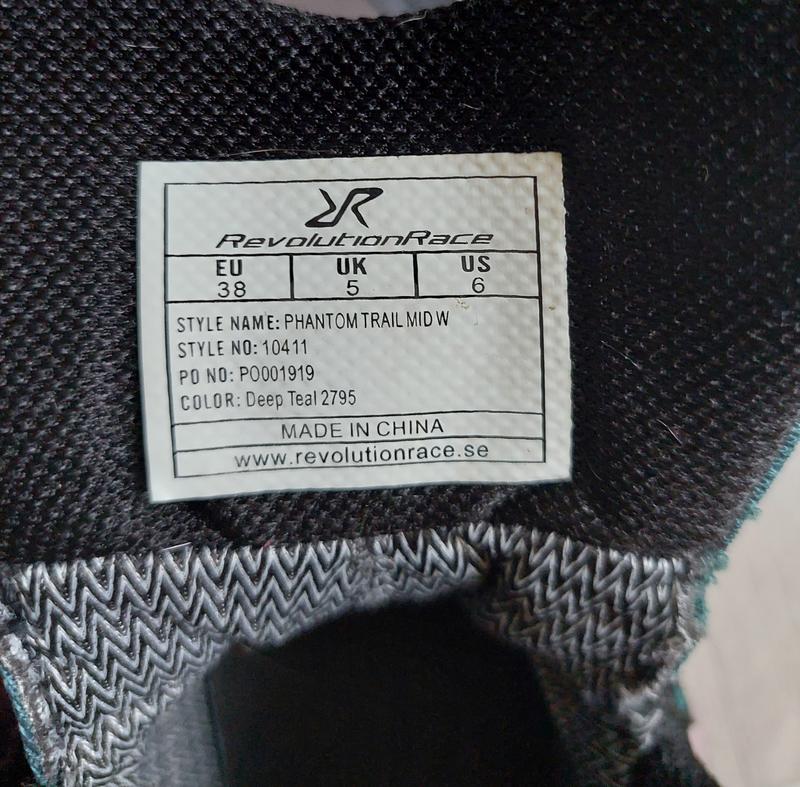 RevolutionRace
EU UK US
38 5 6
STYLE NAME: PHANTOM TRAIL MID W
STYLE NO: 10411
PO NO: PO001919
COLOR: Deep Teal 2795
MADE IN CHINA
www.revolutionrace.se